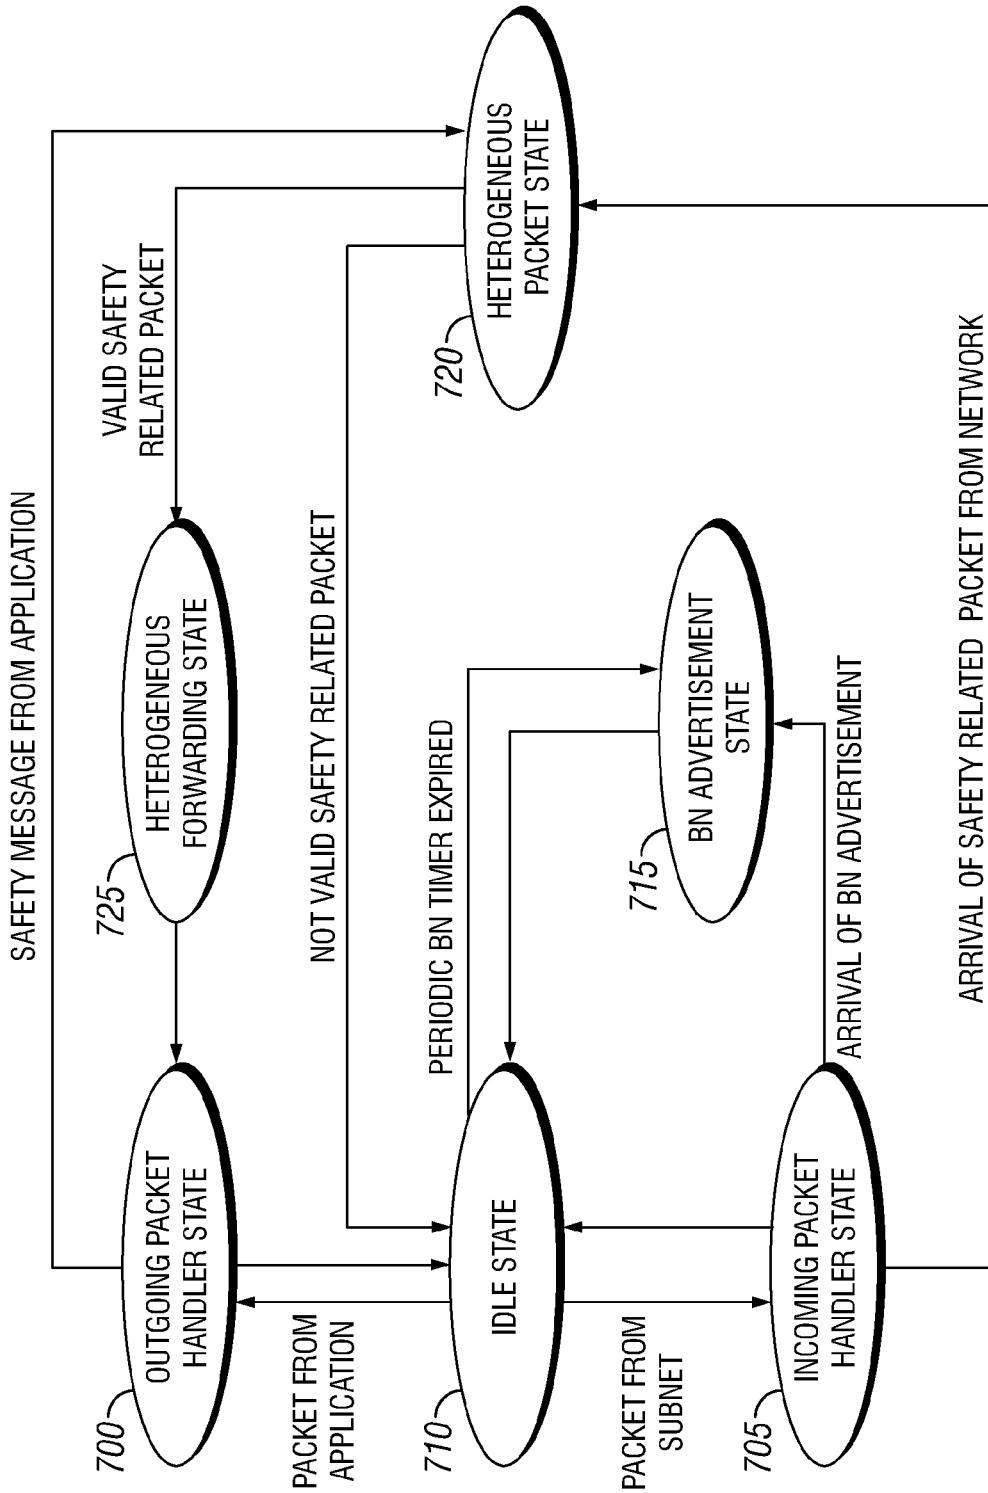 SAFETY MESSAGE FROM APPLICATION
VALID SAFETY
RELATED PACKET
700
OUTGOING PACKET
HANDLER STATE
725
HETEROGENEOUS
FORWARDING STATE
PACKET FROM
APPLICATION
NOT VALID SAFETY RELATED PACKET
720
HETEROGENEOUS
PACKET STATE
710
IDLE STATE
PERIODIC BN TIMER EXPIRED
PACKET FROM
SUBNET
715
BN ADVERTISEMENT
STATE
705
INCOMING PACKET
HANDLER STATE
ARRIVAL OF BN ADVERTISEMENT
ARRIVAL OF SAFETY RELATED PACKET FROM NETWORK